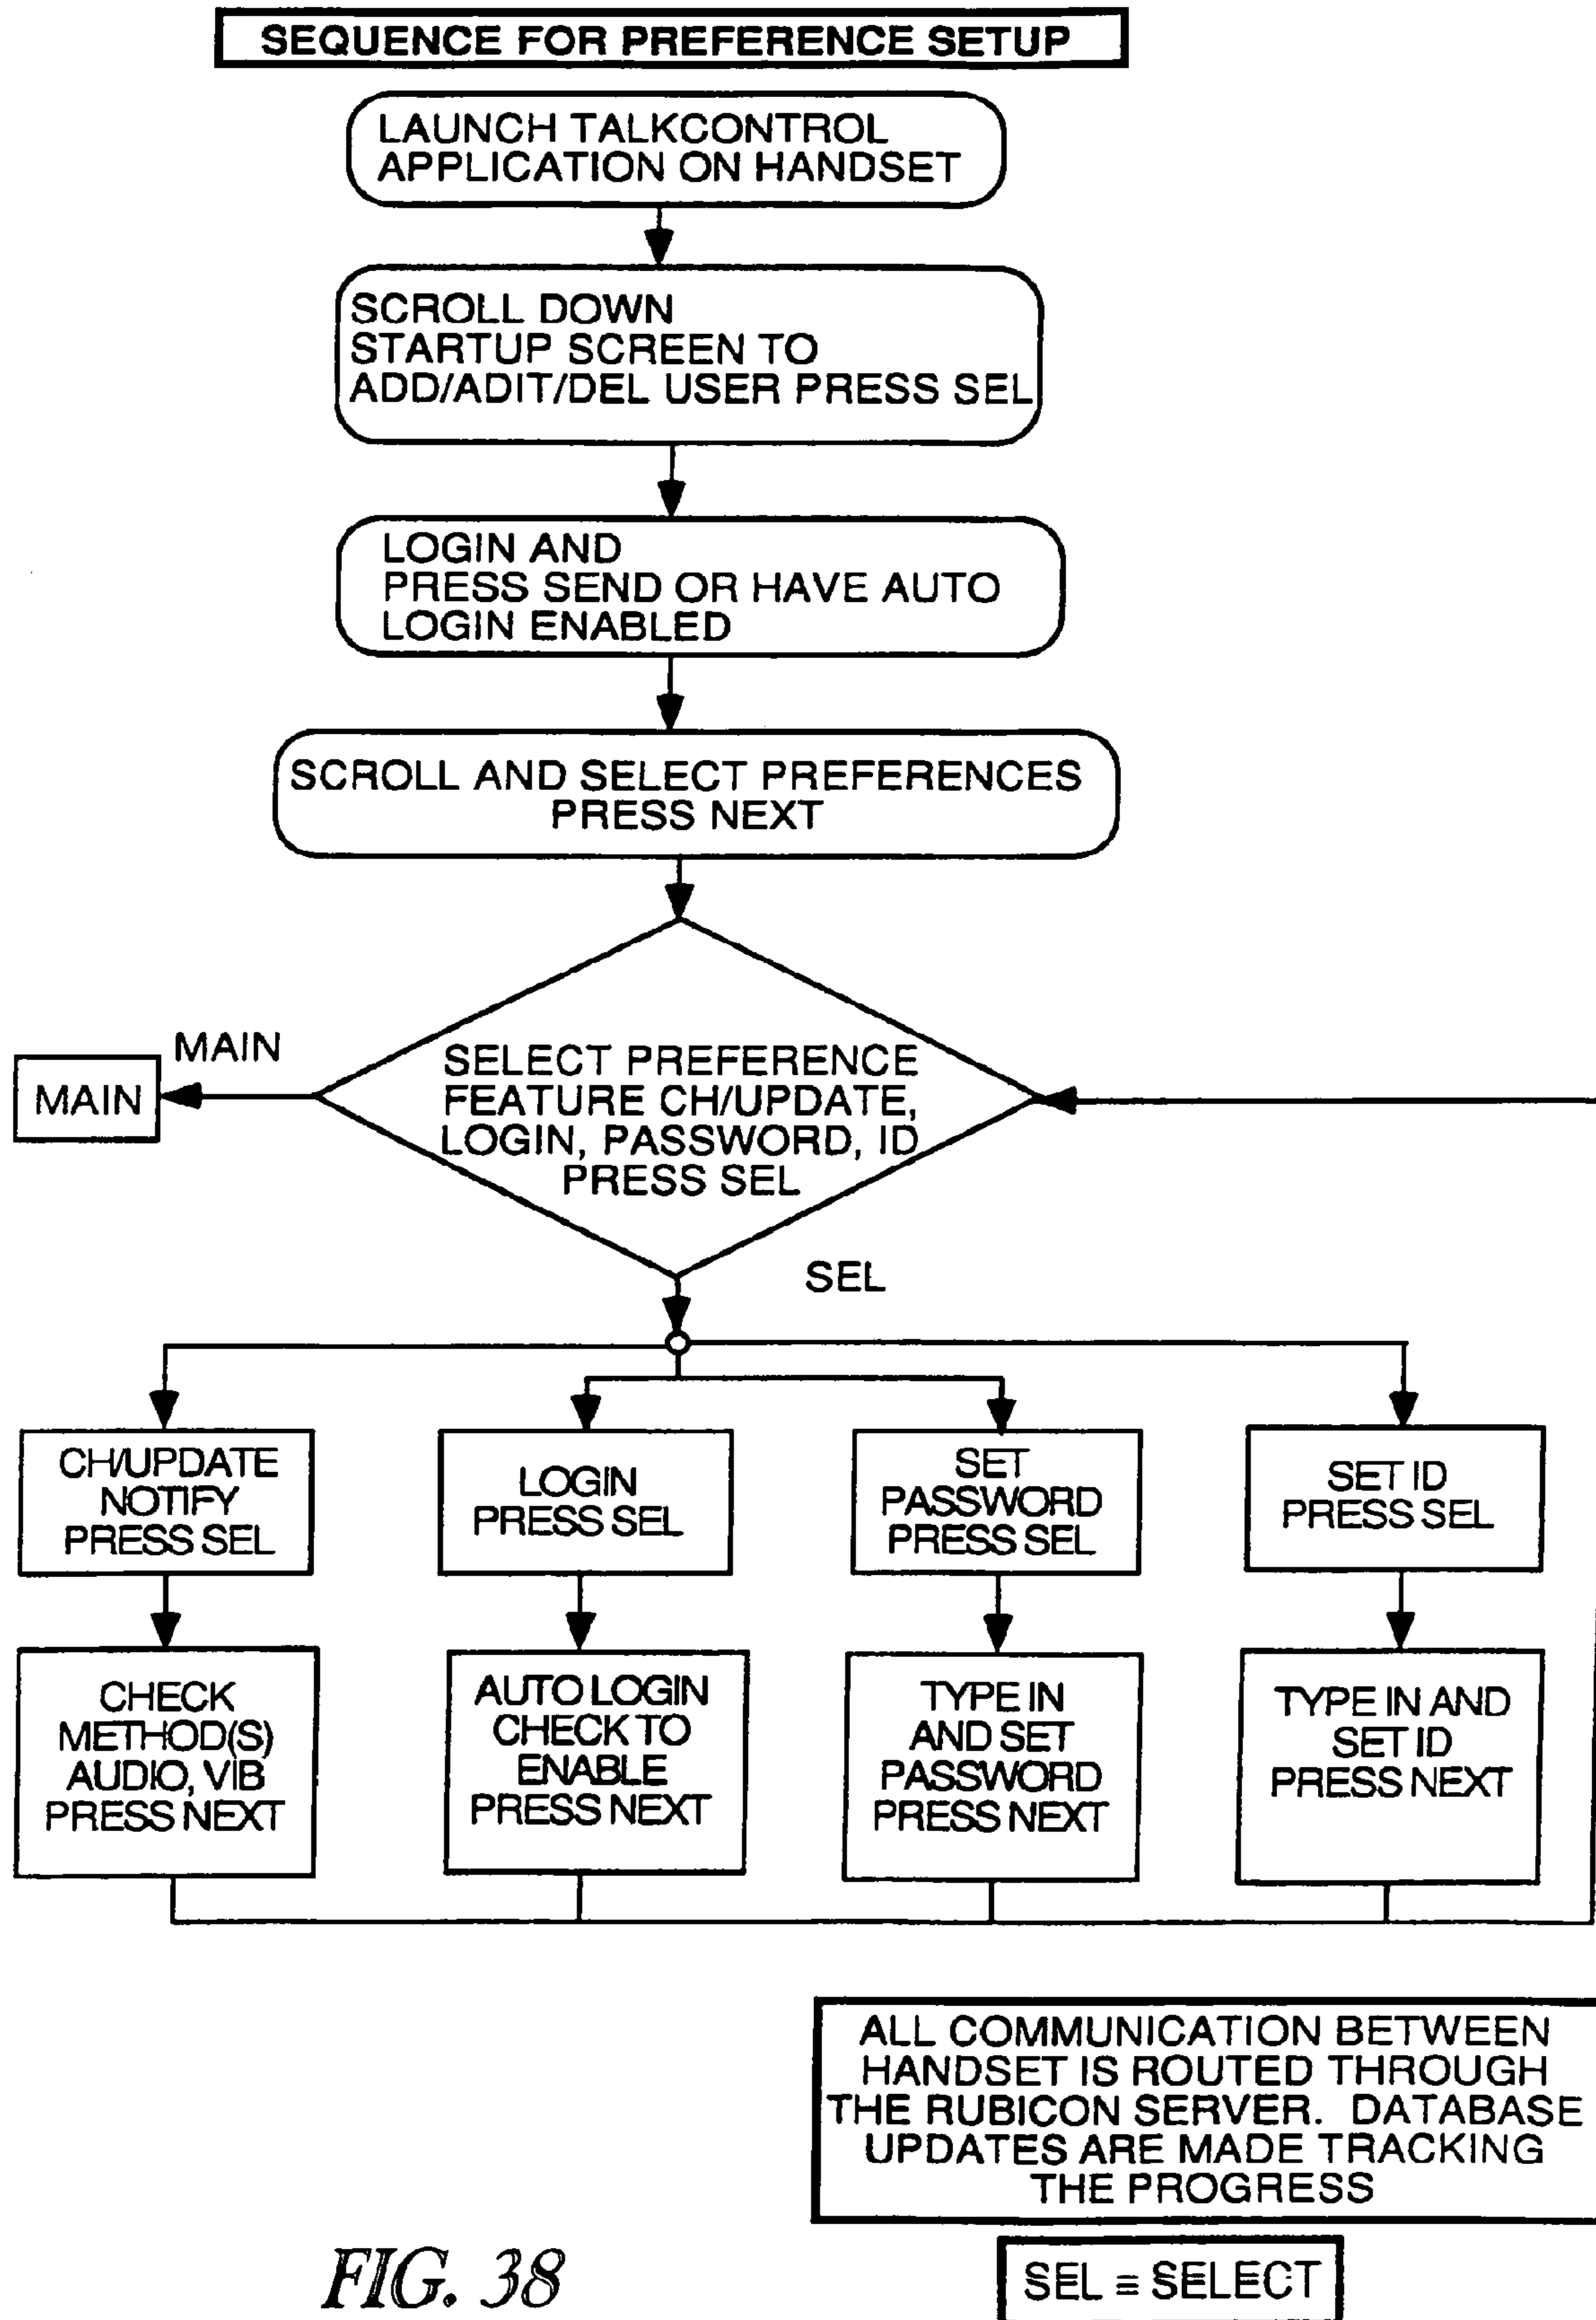 SEQUENCE FOR PREFERENCE SETUP
LAUNCH TALKCONTROL
APPLICATION ON HANDSET
SCROLL DOWN
STARTUP SCREEN TO
ADD/ADIT/DEL USER PRESS SEL
LOGIN AND
PRESS SEND OR HAVE AUTO
LOGIN ENABLED
SCROLL AND SELECT PREFERENCES
PRESS NEXT
MAIN
MAIN
SELECT PREFERENCE
FEATURE CH/UPDATE,
LOGIN, PASSWORD, ID
PRESS SEL
SEL
CH/UPDATE
NOTIFY
PRESS SEL
LOGIN
PRESS SEL
SET
PASSWORD
PRESS SEL
SET ID
PRESS SEL
CHECK
METHOD(S)
AUDIO, VIB
PRESS NEXT
AUTO LOGIN
CHECK TO
ENABLE
PRESS NEXT
TYPE IN
AND SET
PASSWORD
PRESS NEXT
TYPE IN AND
SET ID
PRESS NEXT
ALL COMMUNICATION BETWEEN
HANDSET IS ROUTED THROUGH
THE RUBICON SERVER. DATABASE
UPDATES ARE MADE TRACKING
THE PROGRESS
FIG. 38
SEL ≡ SELECT